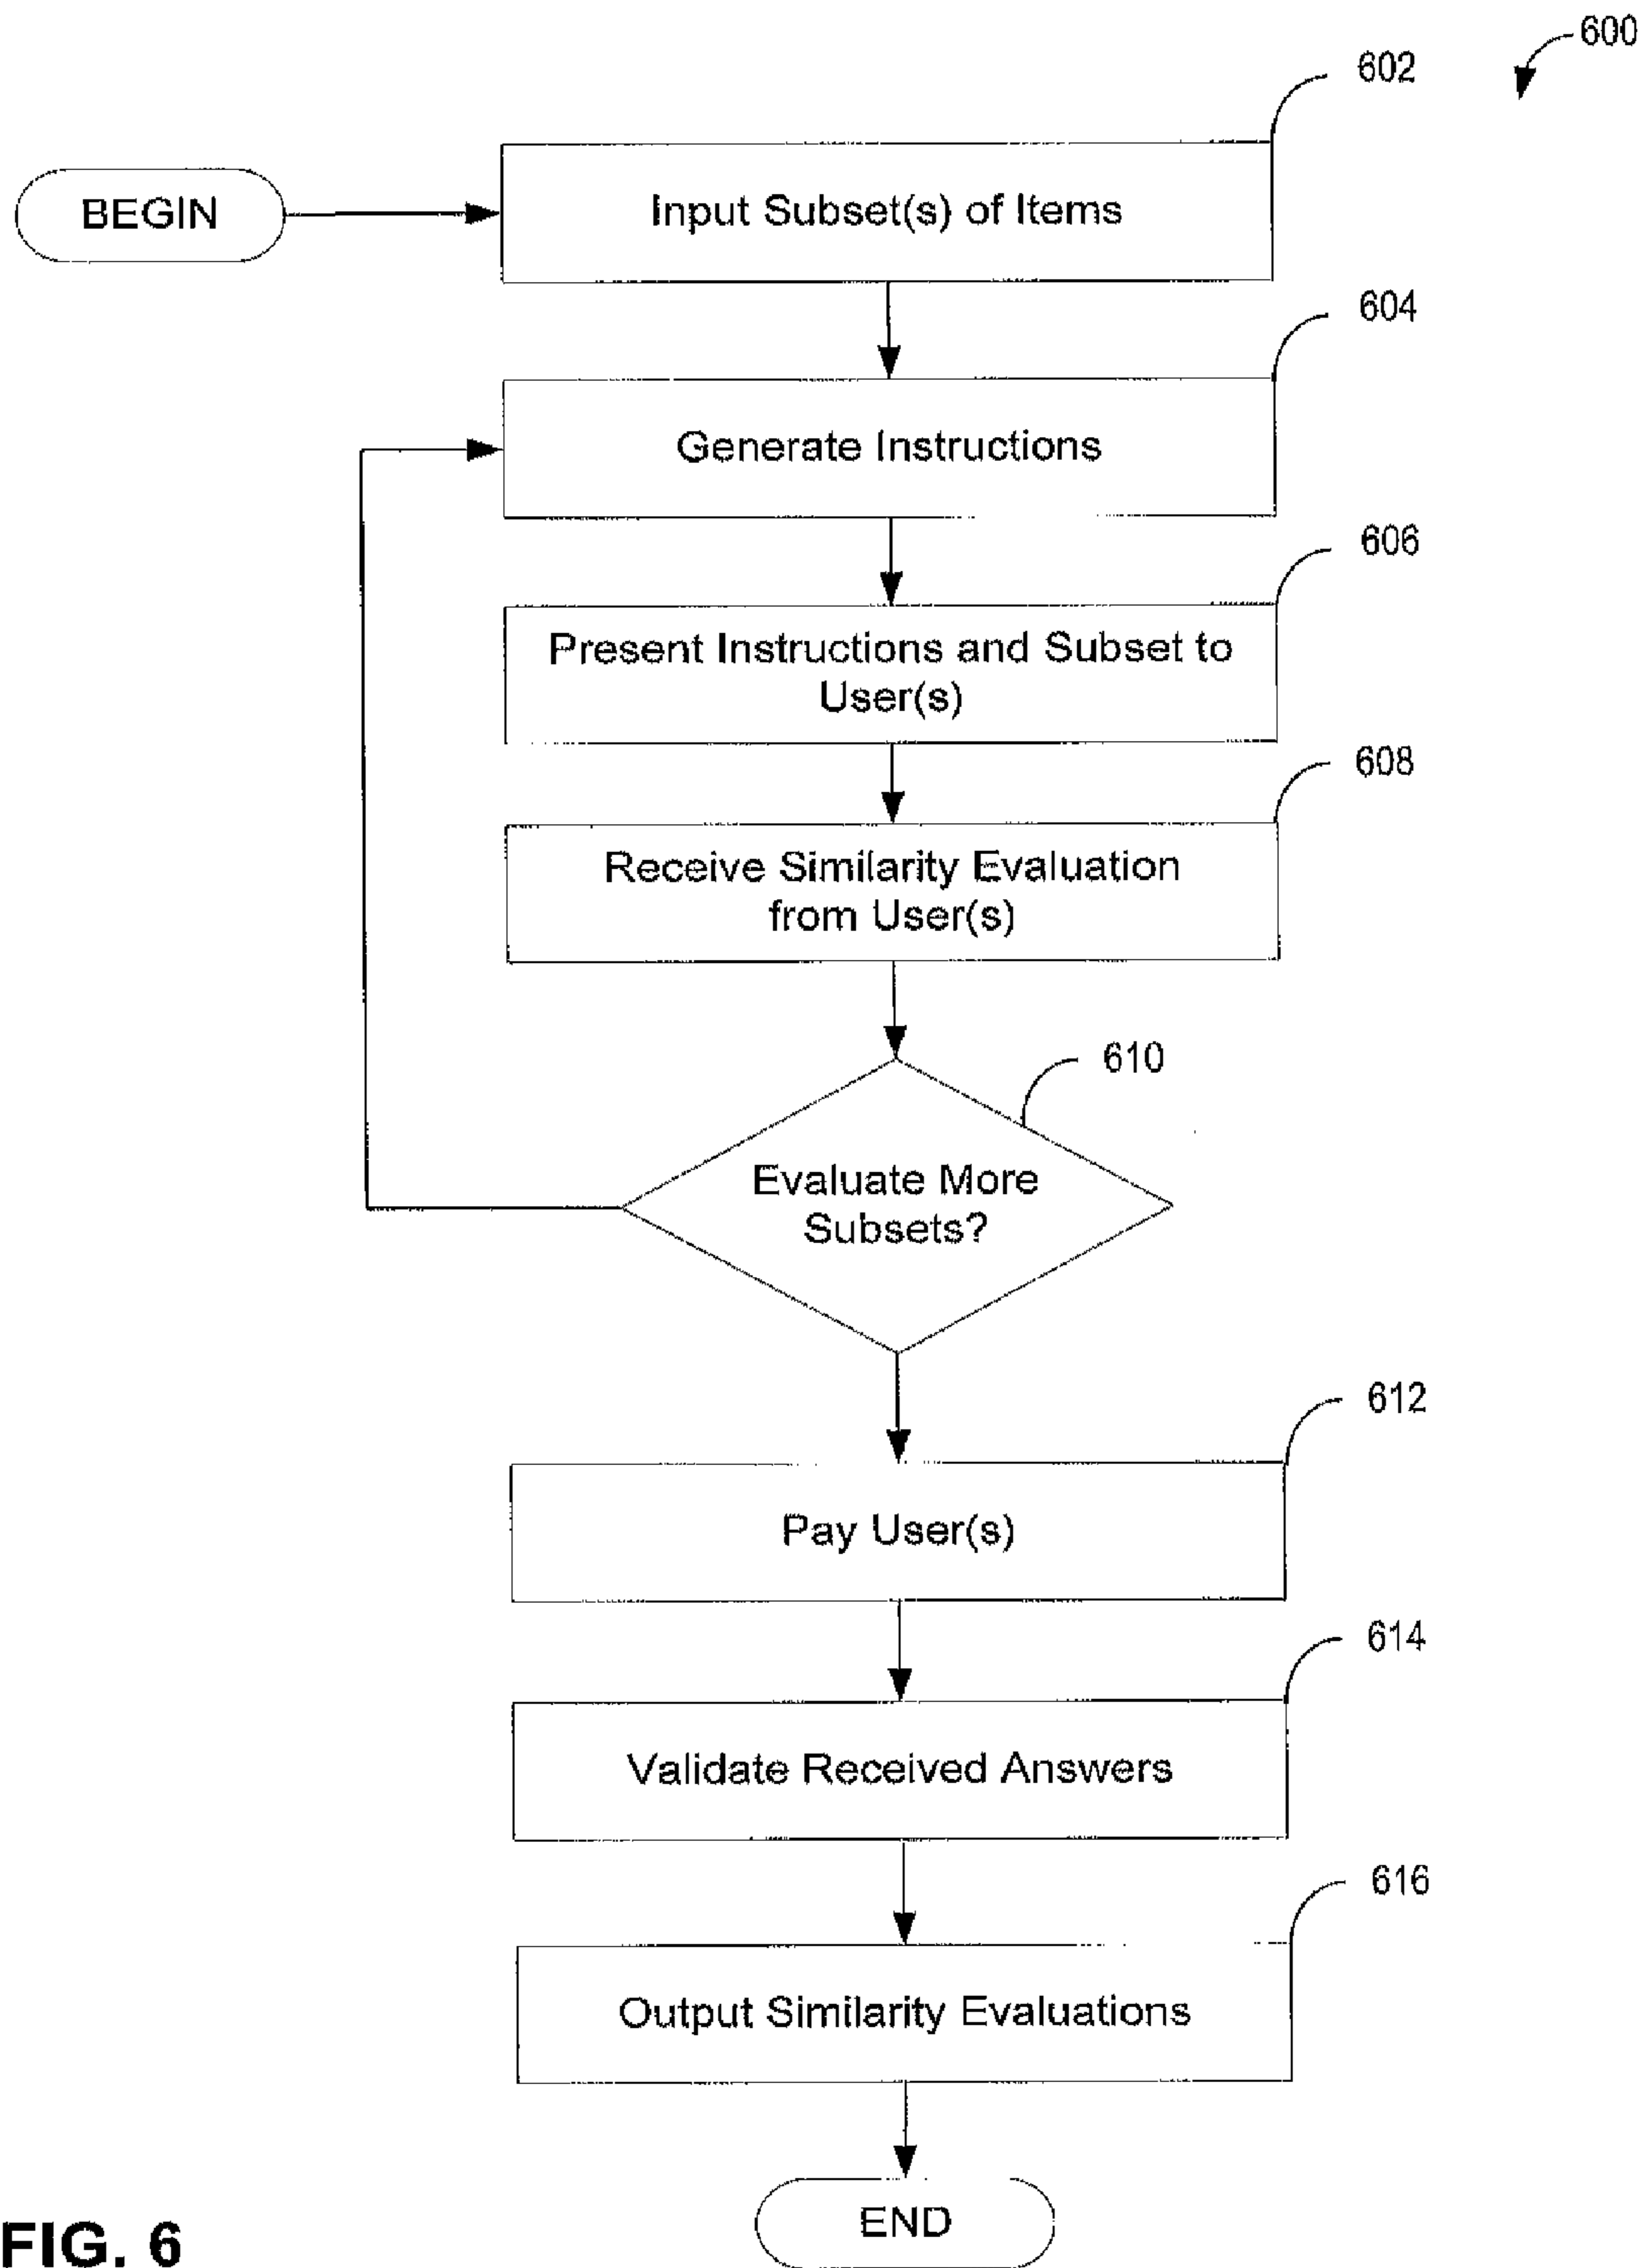 600
602
BEGIN
Input Subset(s) of Items
604
Generate Instructions
606
Present Instructions and Subset to
User(s)
608
Receive Similarity Evaluation
from User(s)
610
Evaluate More
Subsets?
612
Pay User(s)
614
Validate Received Answers
616
Output Similarity Evaluations
END
FIG. 6